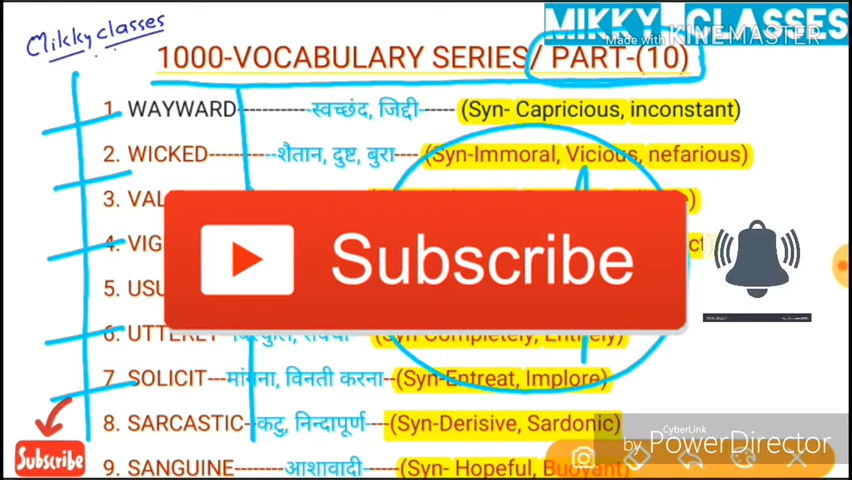 Mikky classes
MIKKY CLASSES
Made with KINEMASTER
1000-VOCABULARY SERIES/ PART-(10)
1. WAYWARD----------स्वच्छंद, जिद्दी-----(Syn- Capricious, inconstant)
2. WICKED---------शैतान, दुष्ट, बुरा----(Syn-Immoral, Vicious, nefarious)
3. VAL
4. VIG
5. USU
Subscribe
6. UTTERLY (Syn-Completely, Entirely)
7. SOLICIT---मांगना, विनती करना--(Syn-Entreat, Implore)
8. SARCASTIC--कटु, निन्दापूर्ण----(Syn-Derisive, Sardonic)
9. SANGUINE--------आशावादी-----(Syn- Hopeful, Buoyant)
Subscribe
CyberLink
by PowerDirector